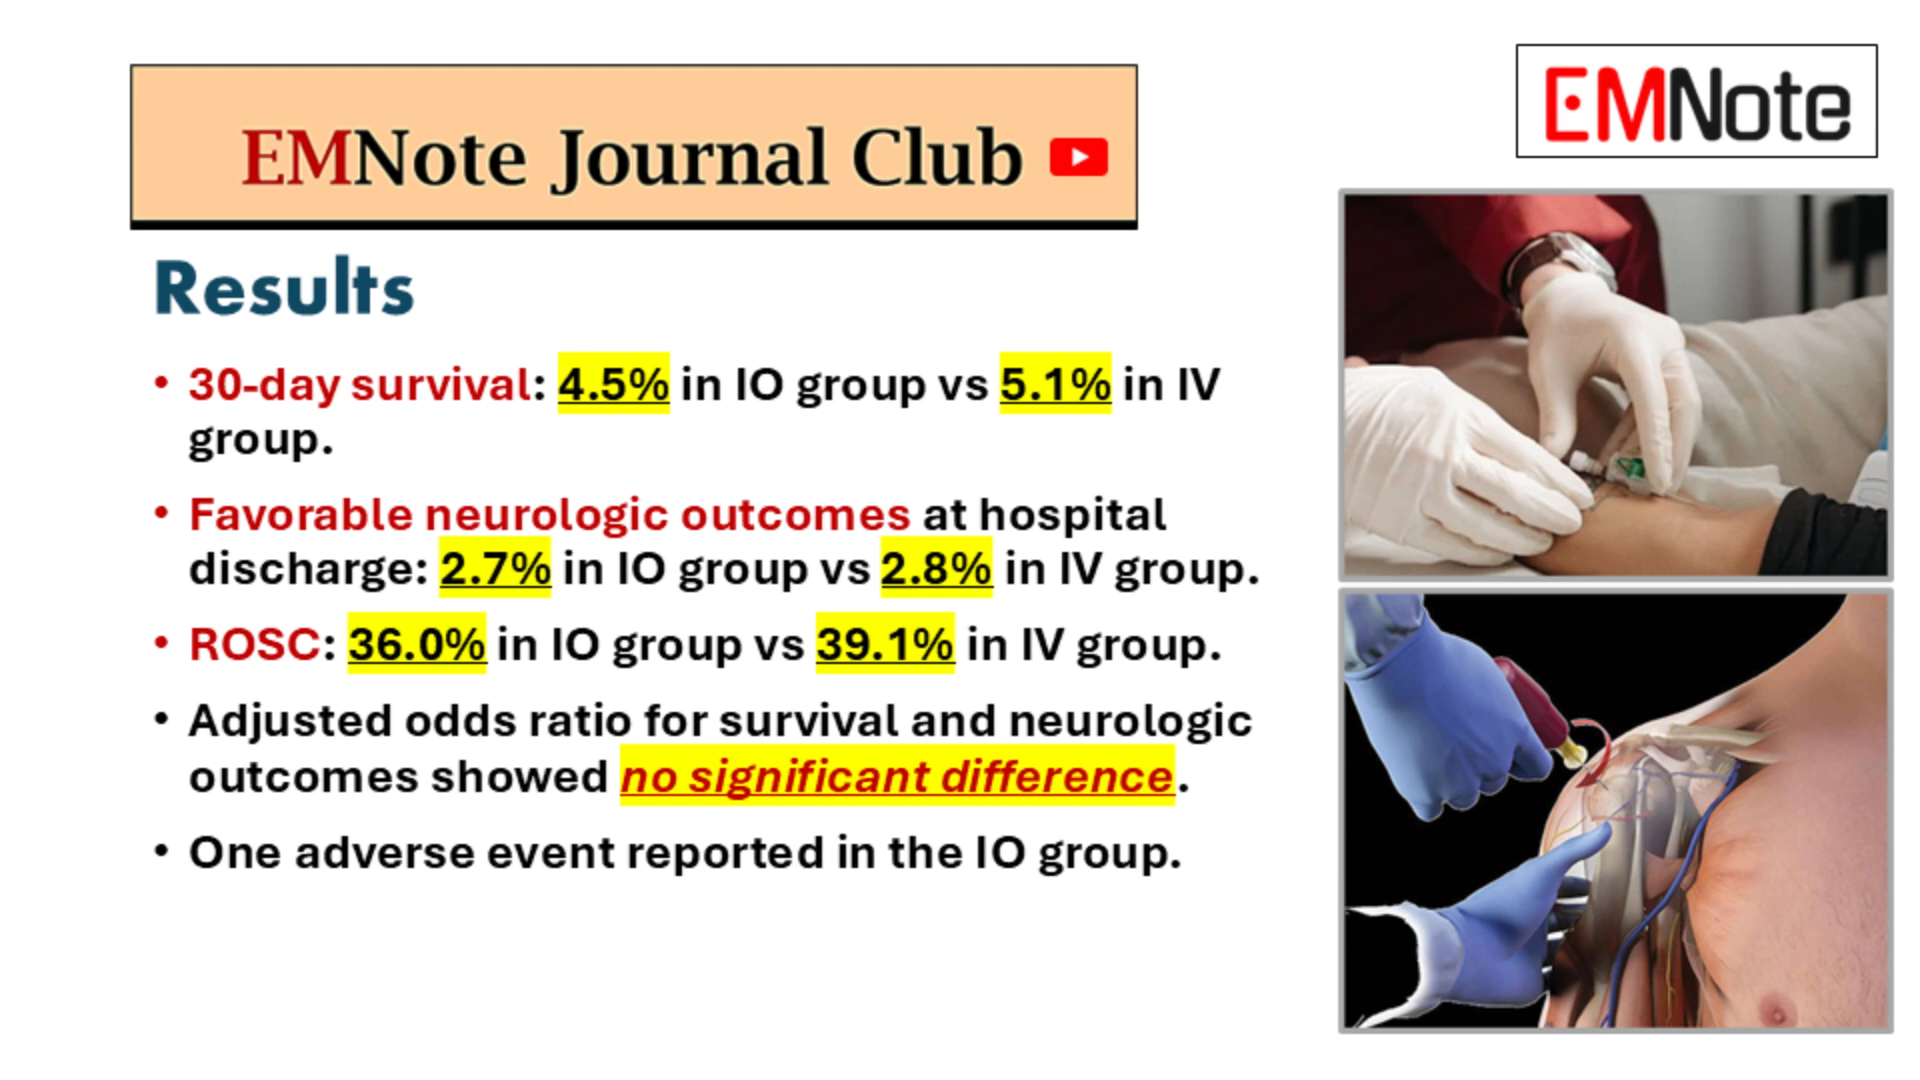 EMNote Journal Club
EMNote
Results
• 30-day survival: 4.5% in IO group vs 5.1% in IV
group.
• Favorable neurologic outcomes at hospital
discharge: 2.7% in IO group vs 2.8% in IV group.
• ROSC: 36.0% in IO group vs 39.1% in IV group.
• Adjusted odds ratio for survival and neurologic
outcomes showed no significant difference.
• One adverse event reported in the IO group.